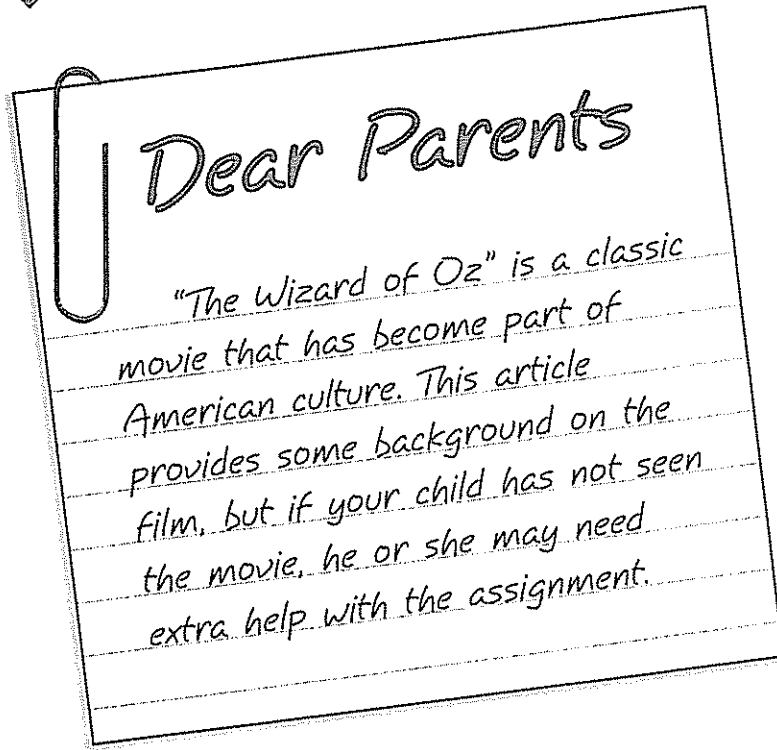 Dear Parents
"The Wizard of Oz" is a classic
movie that has become part of
American culture. This article
provides some background on the
film, but if your child has not seen
the movie, he or she may need
extra help with the assignment.